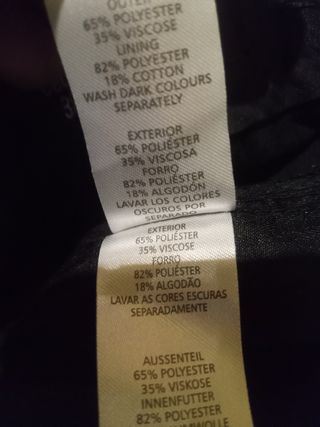 OUTER
65% POLYESTER
35% VISCOSE
LINING
82% POLYESTER
18% COTTON
WASH DARK COLOURS
SEPARATELY
EXTERIOR
65% POLIÉSTER
35% VISCOSA
FORRO
82% POLIÉSTER
18% ALGODÓN
LAVAR LOS COLORES
OSCUROS POR
SEPARADO
EXTERIOR
65% POLIÉSTER
35% VISCOSE
FORRO
82% POLIÉSTER
18% ALGODÃO
LAVAR AS CORES ESCURAS
SEPARADAMENTE
AUSSENTEIL
65% POLYESTER
35% VISKOSE
INNENFUTTER
82% POLYESTER